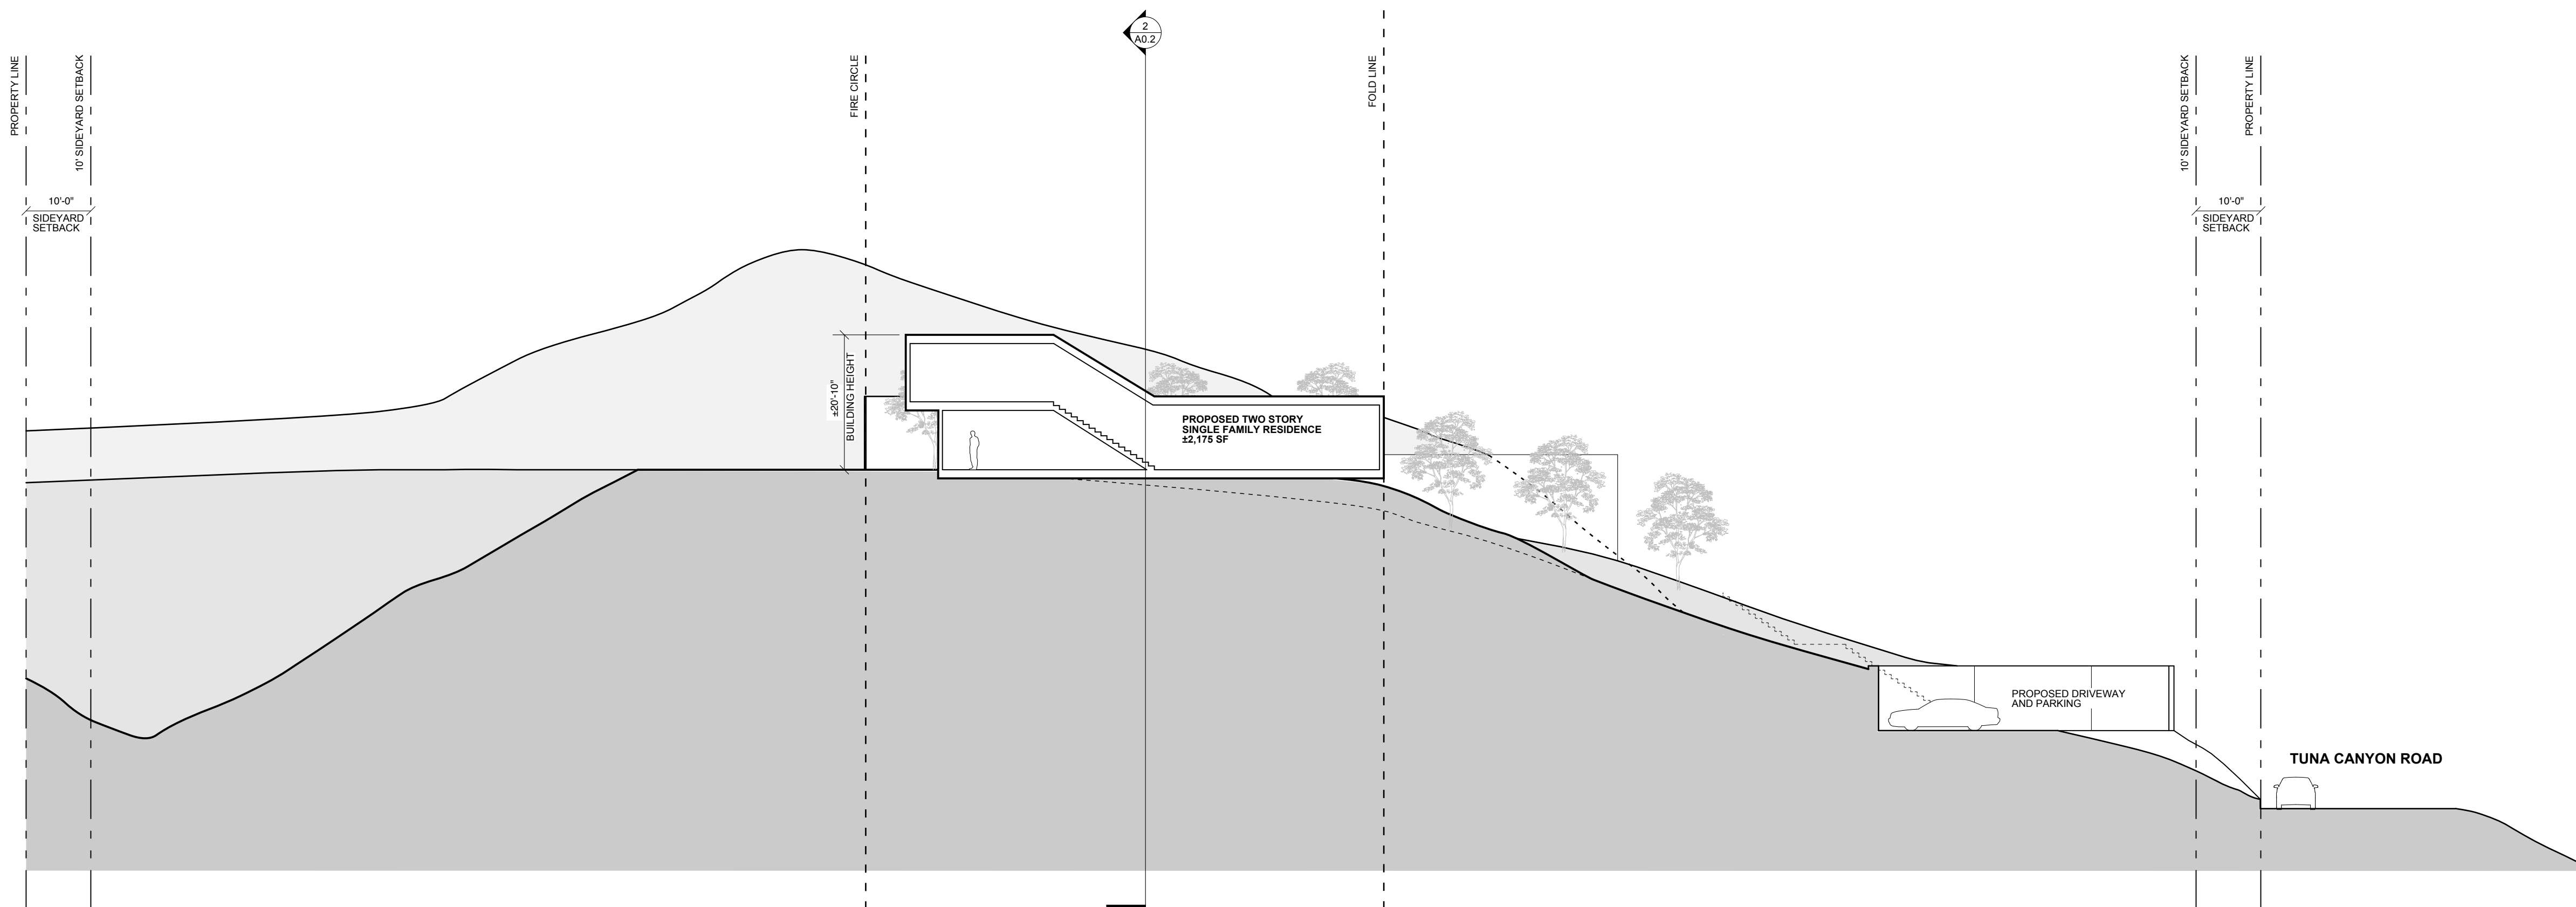 2
A0.2
PROPERTY LINE
10' SIDEYARD SETBACK
FIRE CIRCLE
FOLD LINE
10' SIDEYARD SETBACK
PROPERTY LINE
10'-0"
SIDEYARD
SETBACK
10'-0"
SIDEYARD
SETBACK
±20'-10"
BUILDING HEIGHT
PROPOSED TWO STORY
SINGLE FAMILY RESIDENCE
±2,175 SF
PROPOSED DRIVEWAY
AND PARKING
TUNA CANYON ROAD